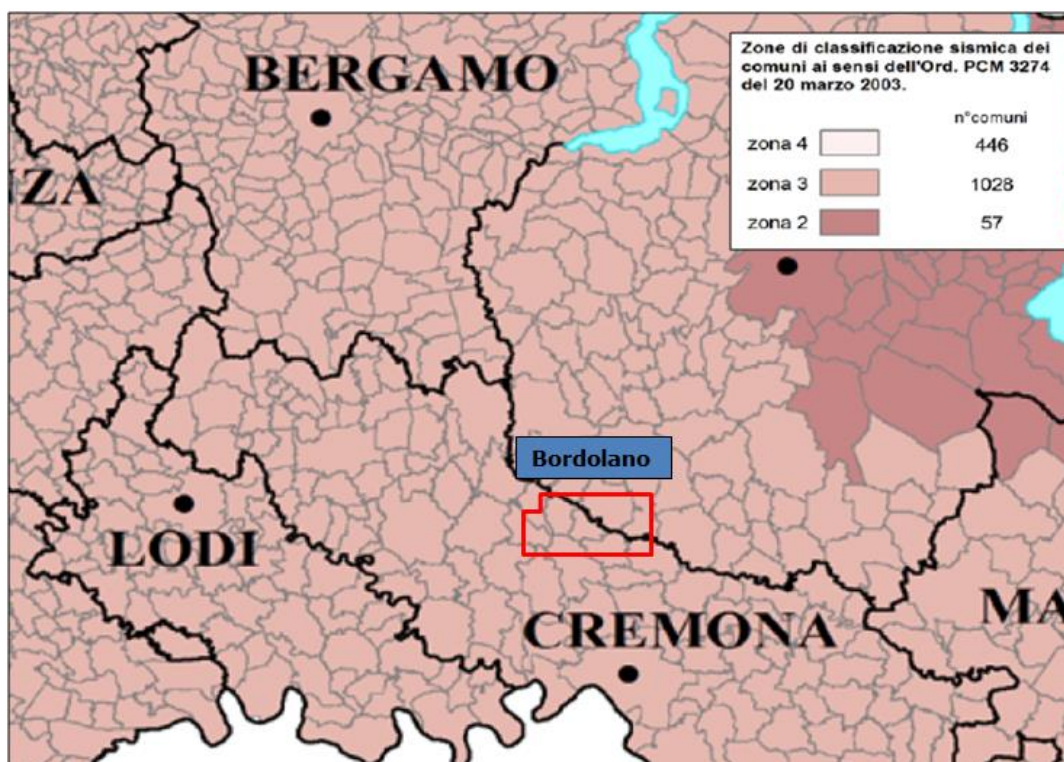 BERGAMO
Zone di classificazione sismica dei
comuni ai sensi dell'Ord. PCM 3274
del 20 marzo 2003.
n°comuni
zona 4 446
zona 3 1028
zona 2 57
NZA
Bordolano
LODI
CREMONA
MA